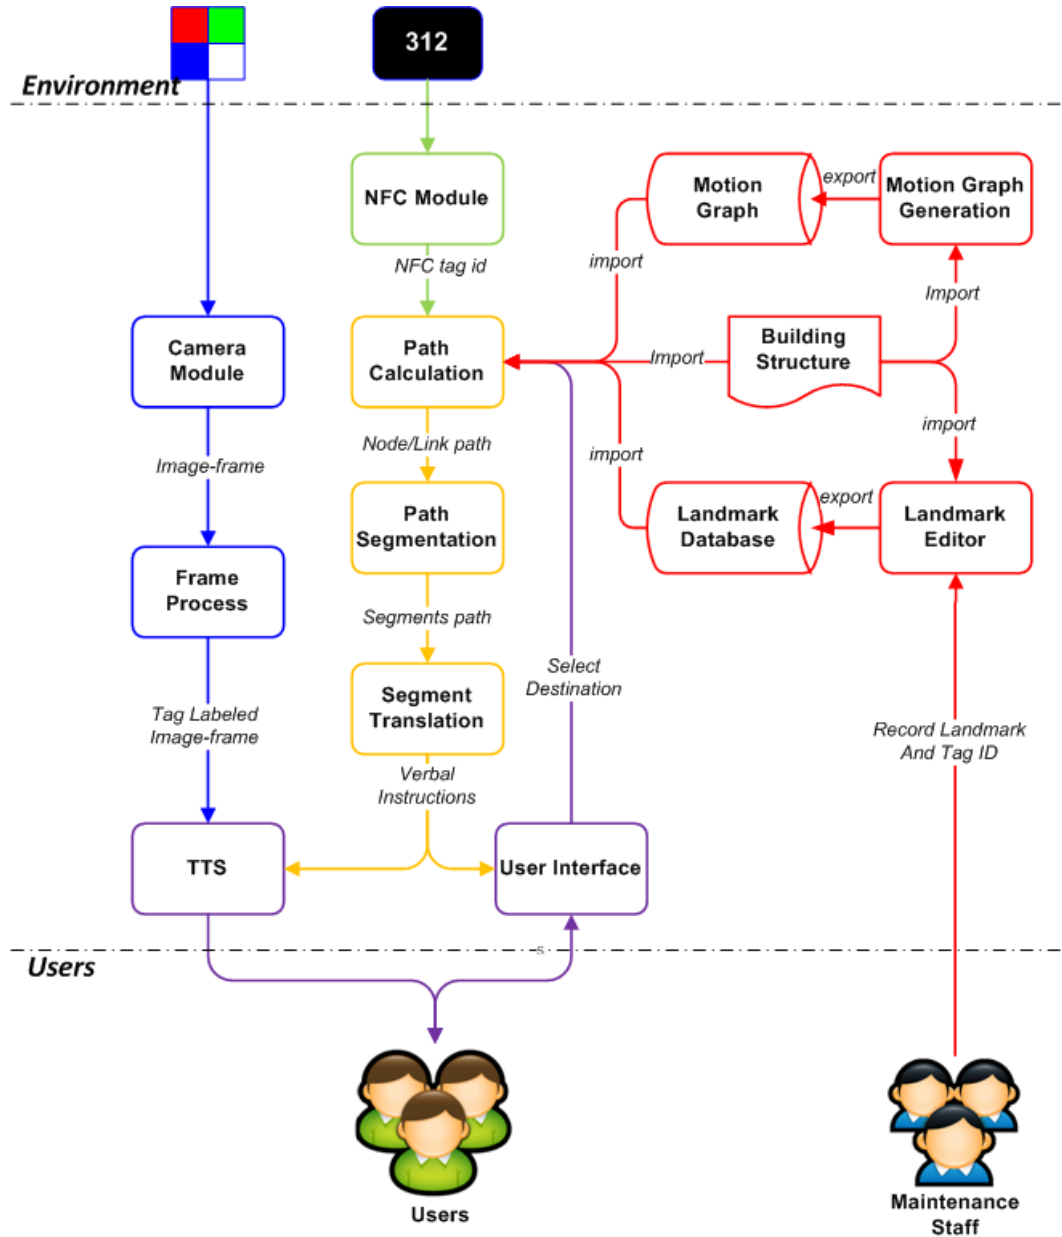 312
Environment
NFC Module
Motion
Graph
export
Motion Graph
Generation
NFC tag id
import
Import
Camera
Module
Path
Calculation
Import
Building
Structure
Image-frame
Node/Link path
import
import
Frame
Process
Path
Segmentation
Landmark
Database
export
Landmark
Editor
Segments path
Tag Labeled
Image-frame
Segment
Translation
Select
Destination
Record Landmark
And Tag ID
Verbal
Instructions
TTS
User Interface
s
Users
Users
Maintenance
Staff